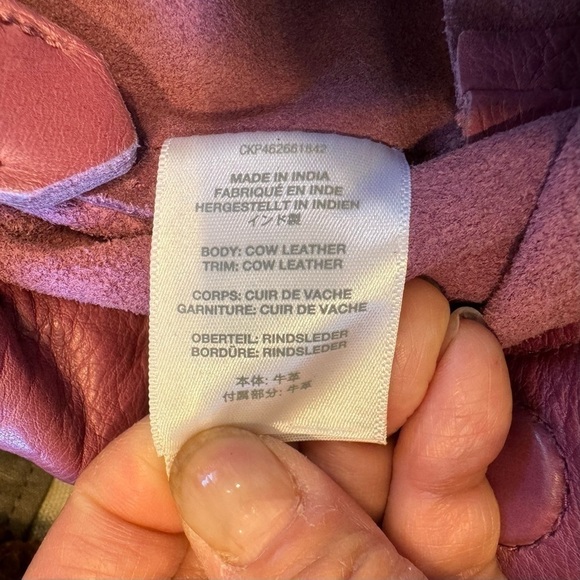 CKP462661842
MADE IN INDIA
FABRIQUÉ EN INDE
HERGESTELLT IN INDIEN
インド製
BODY: COW LEATHER
TRIM: COW LEATHER
CORPS: CUIR DE VACHE
GARNITURE: CUIR DE VACHE
OBERTEIL: RINDSLEDER
BORDÜRE: RINDSLEDER
本体: 牛革
付属部分: 牛革